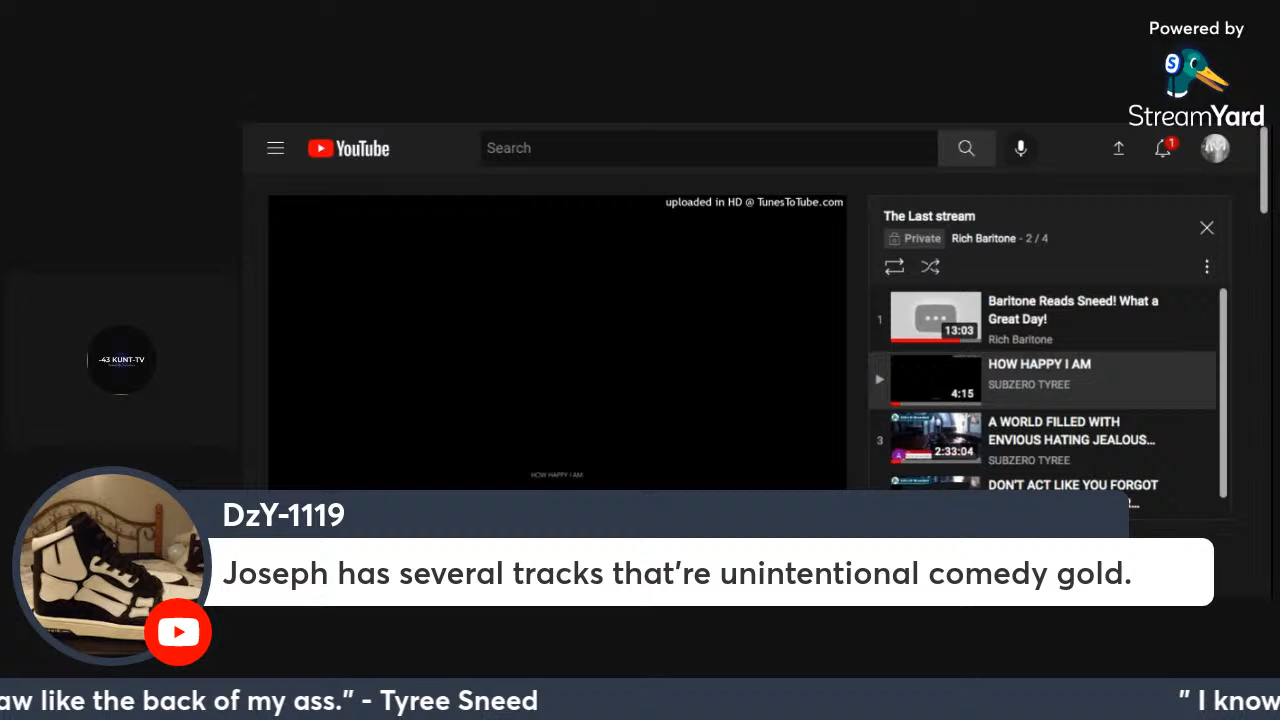 Powered by
S
StreamYard
YouTube
Search
1
uploaded in HD @ TunesToTube.com
The Last stream
Private Rich Baritone - 2 / 4
1
13:03
Baritone Reads Sneed! What a
Great Day!
Rich Baritone
4:15
HOW HAPPY I AM
SUBZERO TYREE
3
2:33:04
A WORLD FILLED WITH
ENVIOUS HATING JEALOUS...
SUBZERO TYREE
DON'T ACT LIKE YOU FORGOT
-43 KUNT-TV
HOW HAPPY I AM
DzY-1119
Joseph has several tracks that're unintentional comedy gold.
aw like the back of my ass." - Tyree Sneed
" I know